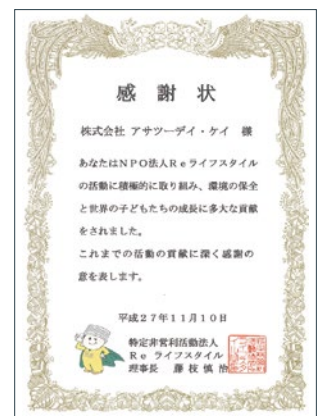 感謝状
株式会社 アサツーデイ・ケイ 様
あなたはNPO法人Reライフスタイル
の活動に積極的に取り組み、環境の保全
と世界の子どもたちの成長に多大な貢献
をされました。
これまでの活動の貢献に深く感謝の
意を表します。
平成27年11月10日
特定非営利活動法人
Re ライフスタイル
理事長 藤枝慎治